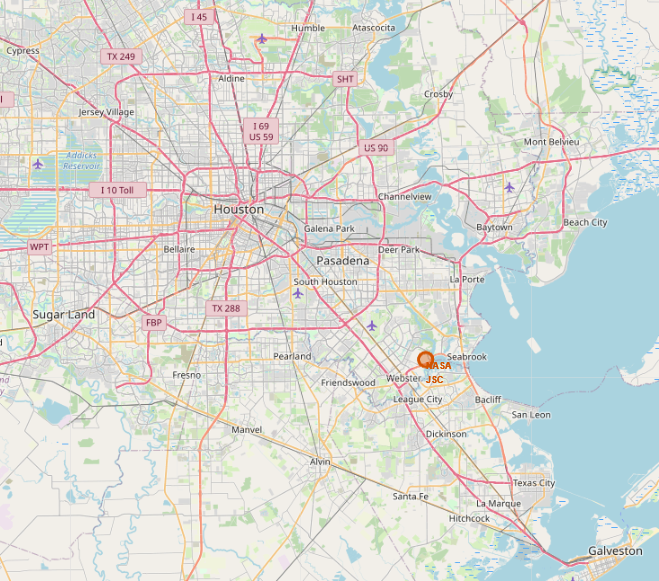 I 45
Humble
Atascocita
Cypress
TX 249
Aldine
SHT
Crosby
Jersey Village
I 69
US 59
US 90
Mont Belvieu
Addicks
Reservoir
I 10 Toll
Channelview
Houston
Beach City
Galena Park
Baytown
WPT
Bellaire
Deer Park
Pasadena
La Porte
South Houston
TX 288
Sugar Land
FBP
Pearland
Seabrook
NASA
JSC
Fresno
Friendswood
Webster
League City
Bacliff
San Leon
Manvel
Dickinson
Alvin
Texas City
Santa Fe
La Marque
Hitchcock
Galveston